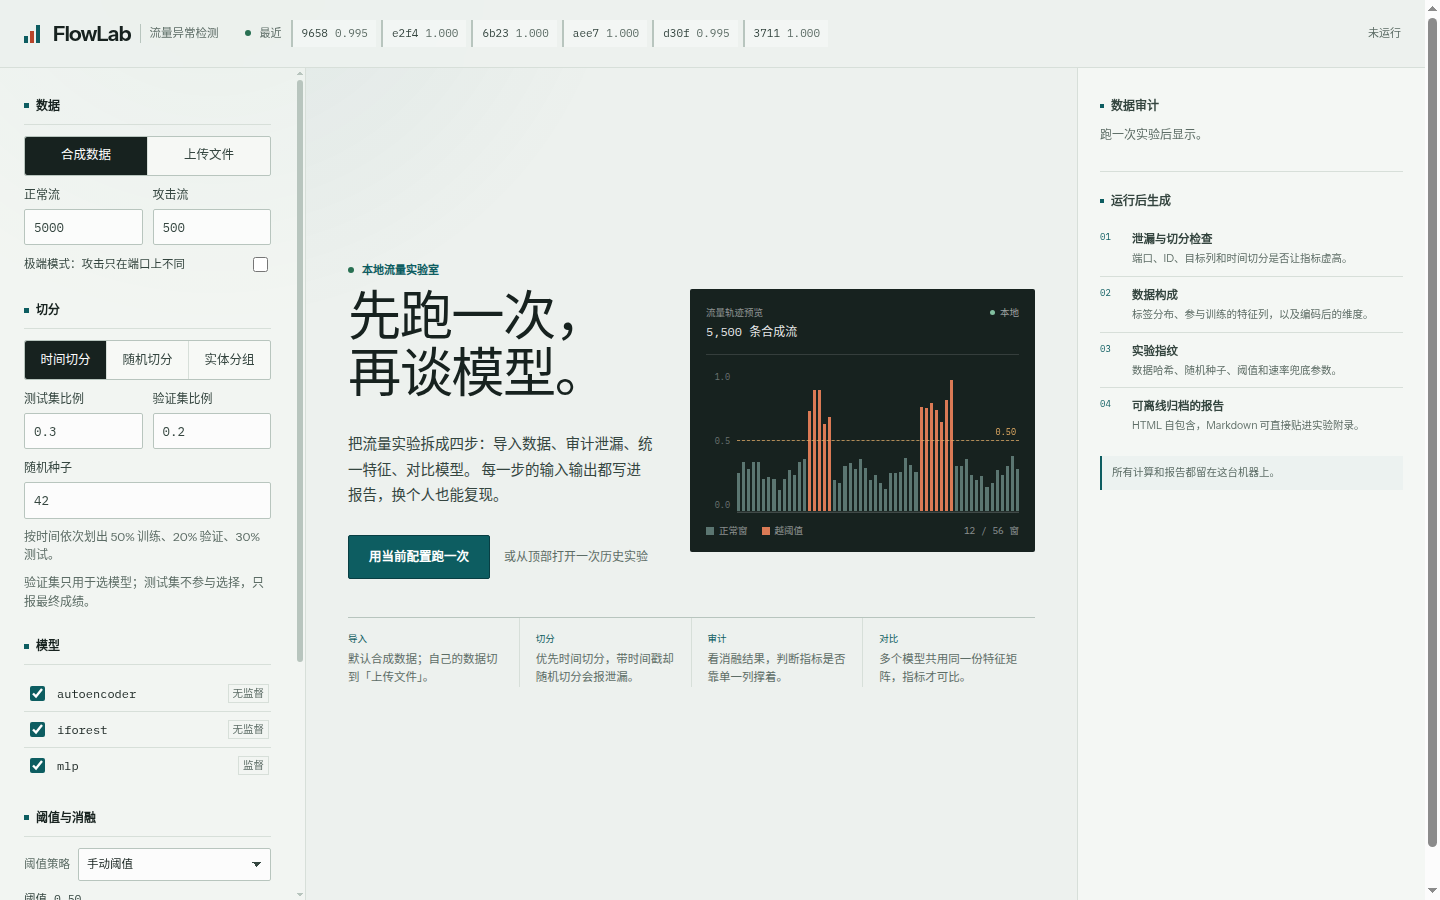 FlowLab 流量异常检测 最近 9658 0.995 e2f4 1.000 6b23 1.000 aee7 1.000 d30f 0.995 3711 1.000 未运行
数据
合成数据 上传文件
正常流 攻击流
5000 500
极端模式：攻击只在端口上不同
切分
时间切分 随机切分 实体分组
测试集比例 验证集比例
0.3 0.2
随机种子
42
按时间依次划出 50% 训练、20% 验证、30%
测试。
验证集只用于选模型；测试集不参与选择，只
报最终成绩。
模型
autoencoder 无监督
iforest 无监督
mlp 监督
阈值与消融
阈值策略 手动阈值
阈值 0.50
本地流量实验室
先跑一次，
再谈模型。
把流量实验拆成四步：导入数据、审计泄漏、统
一特征、对比模型。每一步的输入输出都写进
报告，换个人也能复现。
用当前配置跑一次 或从顶部打开一次历史实验
流量轨迹预览 本地
5,500 条合成流
1.0
0.50
0.5
0.0
正常窗 越阈值 12 / 56 窗
导入
默认合成数据；自己的数据切
到「上传文件」。
切分
优先时间切分，带时间戳却
随机切分会报泄漏。
审计
看消融结果，判断指标是否
靠单一列撑着。
对比
多个模型共用同一份特征矩
阵，指标才可比。
数据审计
跑一次实验后显示。
运行后生成
01 泄漏与切分检查
端口、ID、目标列和时间切分是否让指标虚高。
02 数据构成
标签分布、参与训练的特征列，以及编码后的维度。
03 实验指纹
数据哈希、随机种子、阈值和速率兜底参数。
04 可离线归档的报告
HTML 自包含，Markdown 可直接贴进实验附录。
所有计算和报告都留在这台机器上。